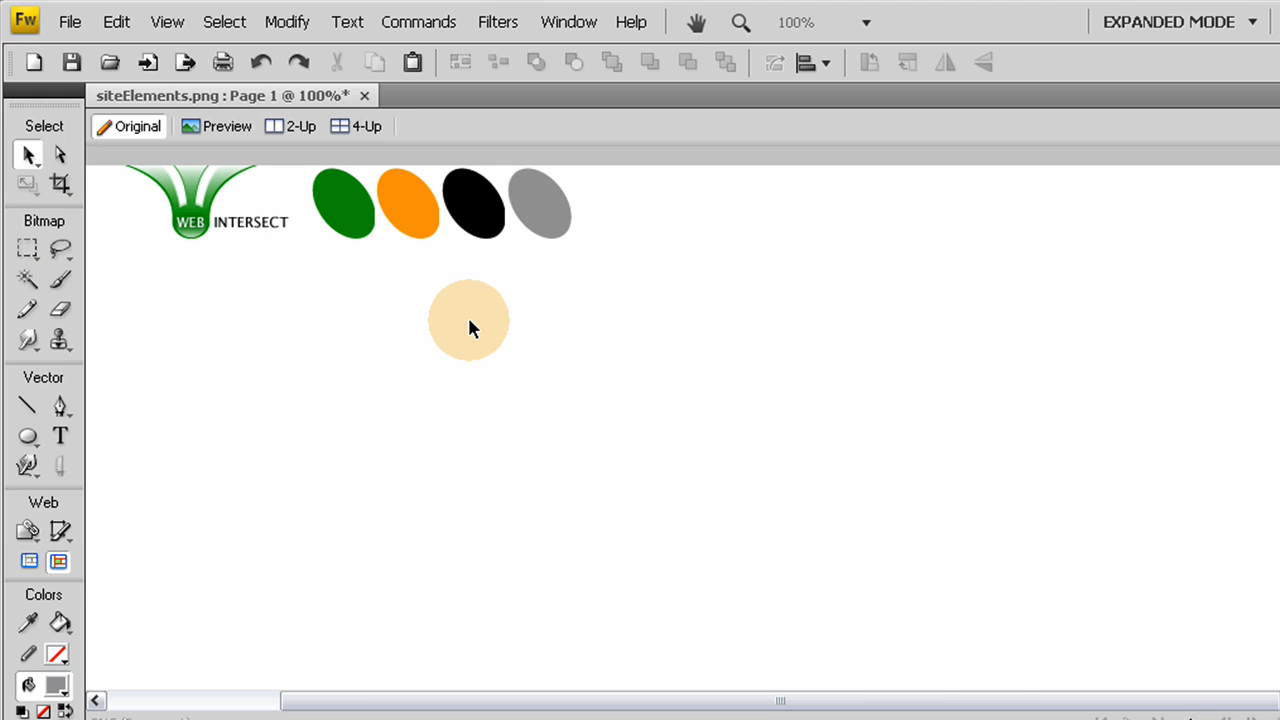 Fw File Edit View Select Modify Text Commands Filters Window Help 100% EXPANDED MODE
siteElements.png : Page 1 @ 100%*
Original Preview 2-Up 4-Up
Select
WEB INTERSECT
Bitmap
Vector
T
Web
Colors